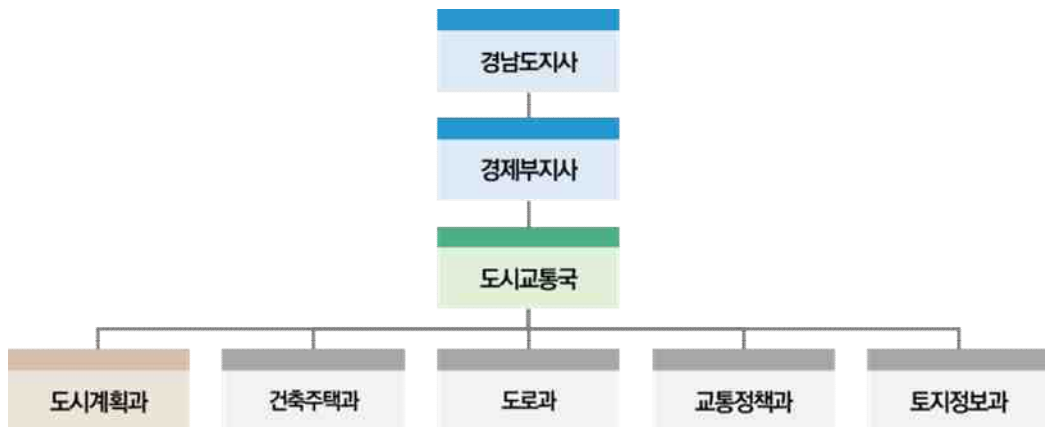 경남도지사
경제부지사
도시교통국
도시계획과
건축주택과
도로과
교통정책과
토지정보과